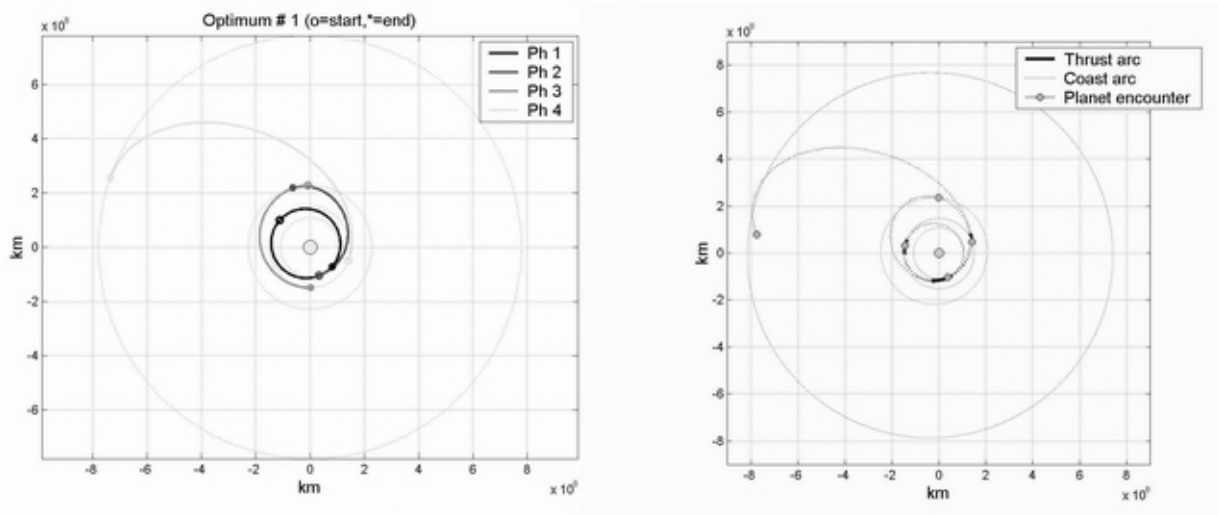 Optimum # 1 (o=start,*=end)
x 10⁸
Ph 1
Ph 2
Ph 3
Ph 4
6
4
2
0
-2
-4
-6
km
-8 -6 -4 -2 0 2 4 6 8
km
x 10⁸
x 10⁸
Thrust arc
Coast arc
Planet encounter
8
6
4
2
0
-2
-4
-6
-8
km
-8 -6 -4 -2 0 2 4 6 8
km
x 10⁸